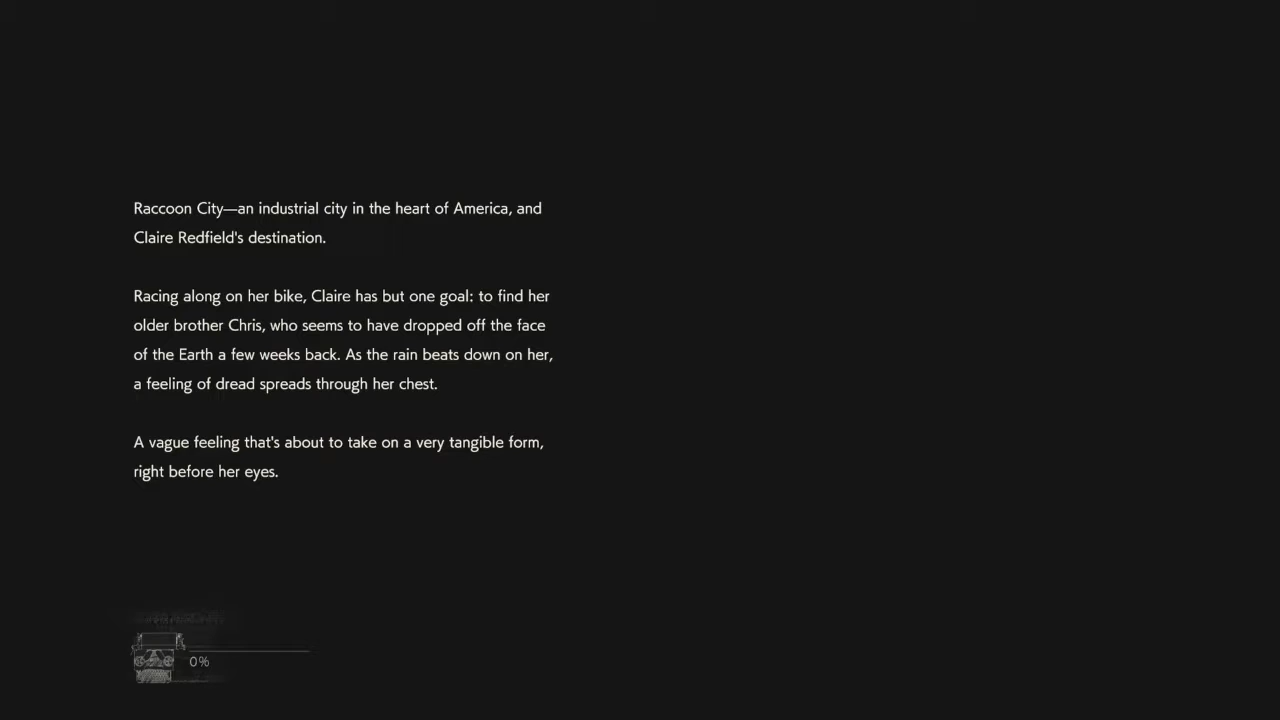 Raccoon City—an industrial city in the heart of America, and
Claire Redfield's destination.
Racing along on her bike, Claire has but one goal: to find her
older brother Chris, who seems to have dropped off the face
of the Earth a few weeks back. As the rain beats down on her,
a feeling of dread spreads through her chest.
A vague feeling that's about to take on a very tangible form,
right before her eyes.
0%